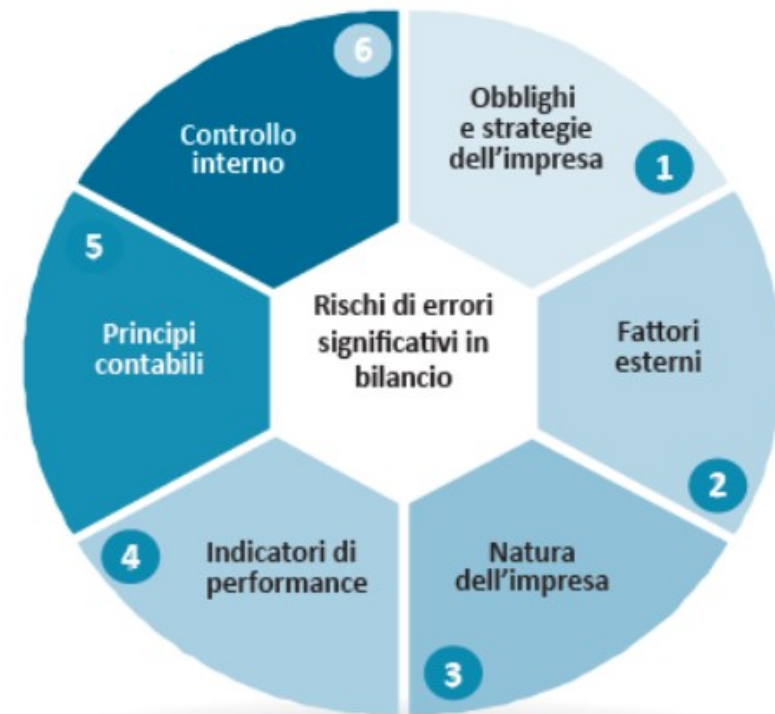 Rischi di errori
significativi in
bilancio
Obblighi
e strategie
dell'impresa
1
Fattori
esterni
2
Natura
dell'impresa
3
Indicatori di
performance
4
Principi
contabili
5
Controllo
interno
6